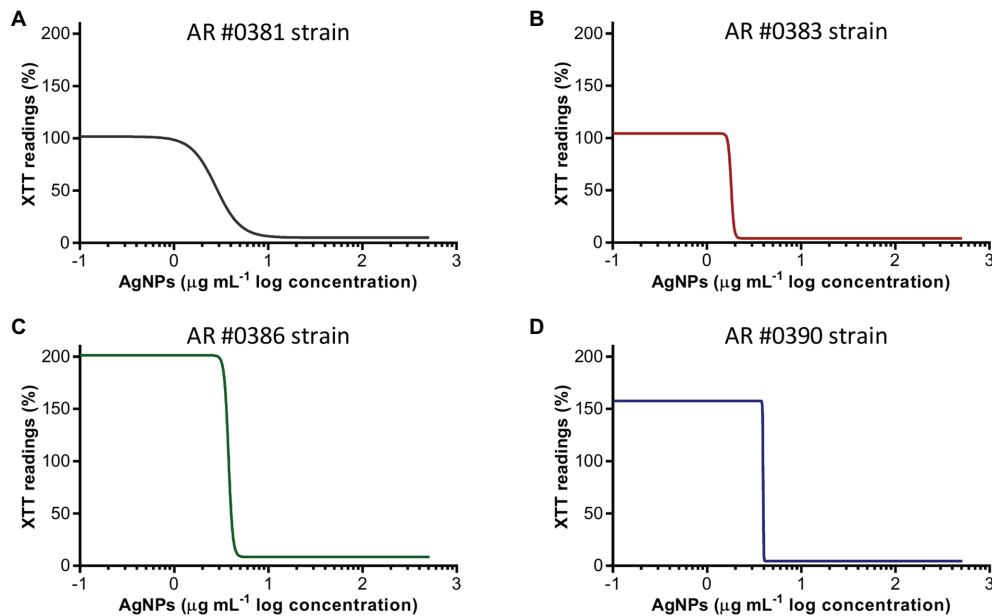 A
AR #0381 strain
200
150
100
50
0
XTT readings (%)
-1 0 1 2 3
AgNPs (μg mL⁻¹ log concentration)
B
AR #0383 strain
200
150
100
50
0
XTT readings (%)
-1 0 1 2 3
AgNPs (μg mL⁻¹ log concentration)
C
AR #0386 strain
200
150
100
50
0
XTT readings (%)
-1 0 1 2 3
AgNPs (μg mL⁻¹ log concentration)
D
AR #0390 strain
200
150
100
50
0
XTT readings (%)
-1 0 1 2 3
AgNPs (μg mL⁻¹ log concentration)